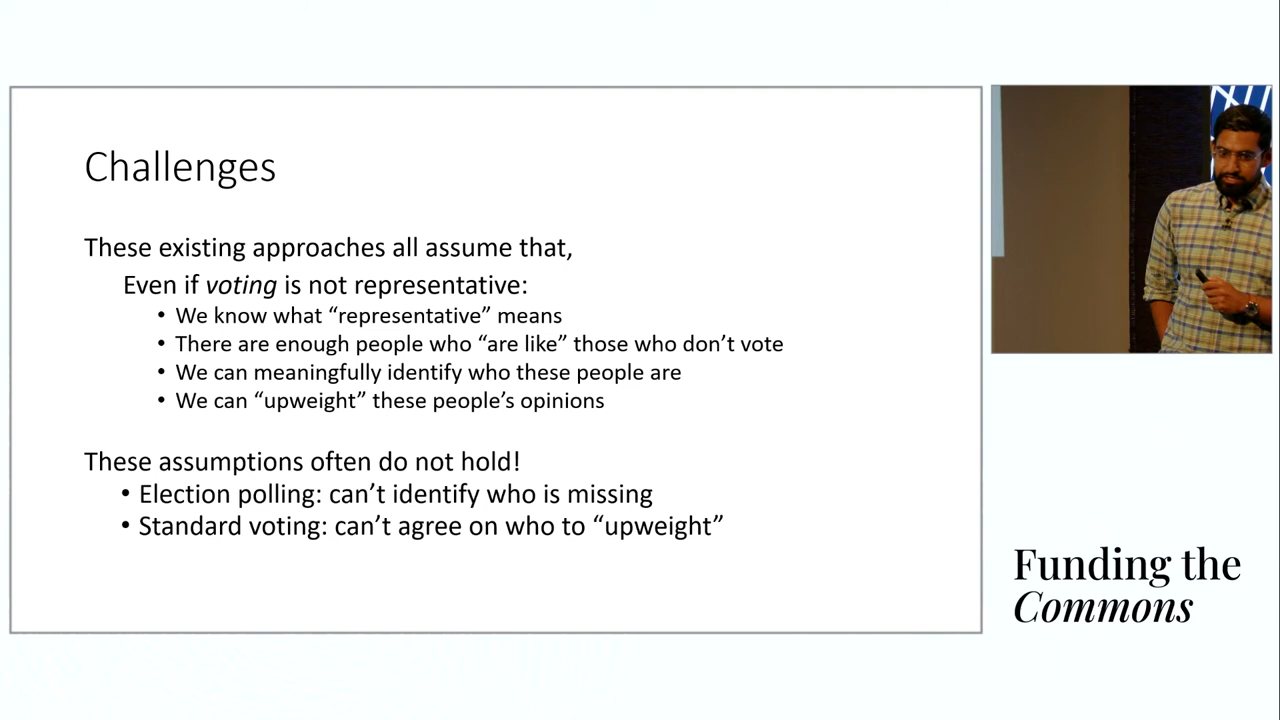 Challenges
These existing approaches all assume that,
Even if voting is not representative:
• We know what “representative” means
• There are enough people who “are like” those who don’t vote
• We can meaningfully identify who these people are
• We can “upweight” these people’s opinions
These assumptions often do not hold!
• Election polling: can’t identify who is missing
• Standard voting: can’t agree on who to “upweight”
Funding the
Commons